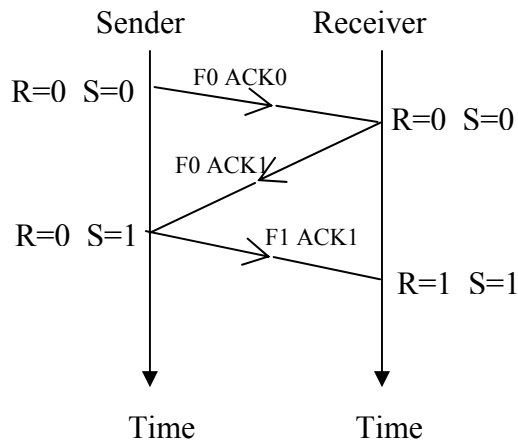 Sender Receiver
F0 ACK0
R=0 S=0
R=0 S=0
F0 ACK1
R=0 S=1
F1 ACK1
R=1 S=1
Time Time